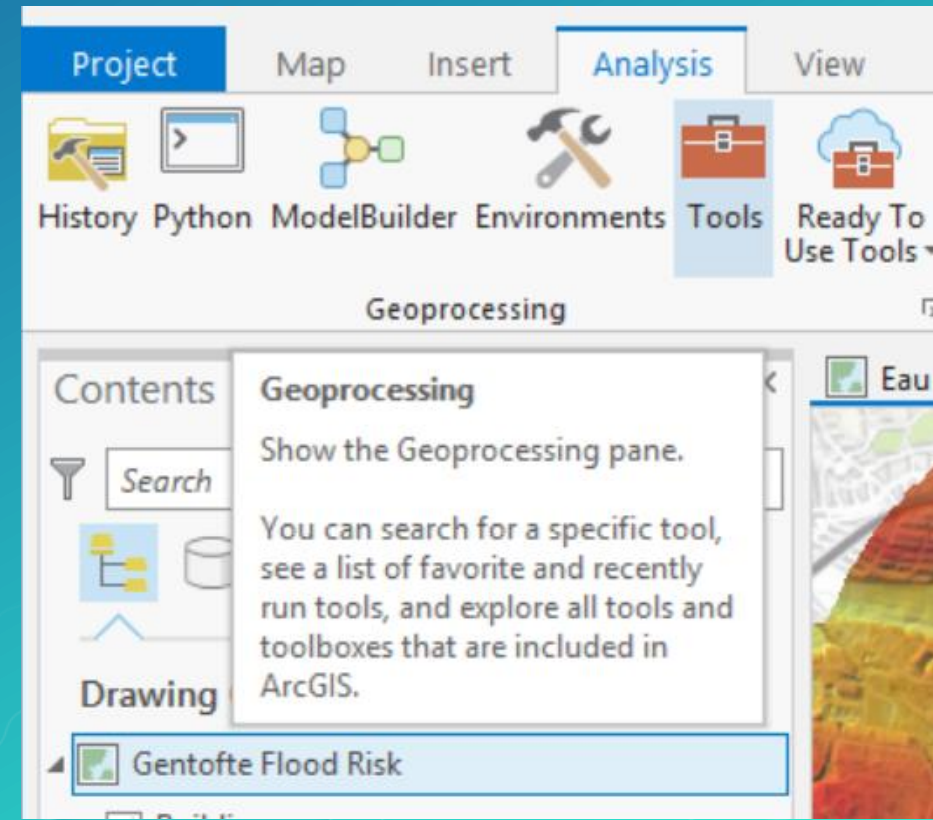 Project Map Insert Analysis View
History Python ModelBuilder Environments Tools Ready To
Use Tools
Geoprocessing
Contents
Eau
Geoprocessing
Show the Geoprocessing pane.
Search
You can search for a specific tool,
see a list of favorite and recently
run tools, and explore all tools and
toolboxes that are included in
ArcGIS.
Drawing
Gentofte Flood Risk